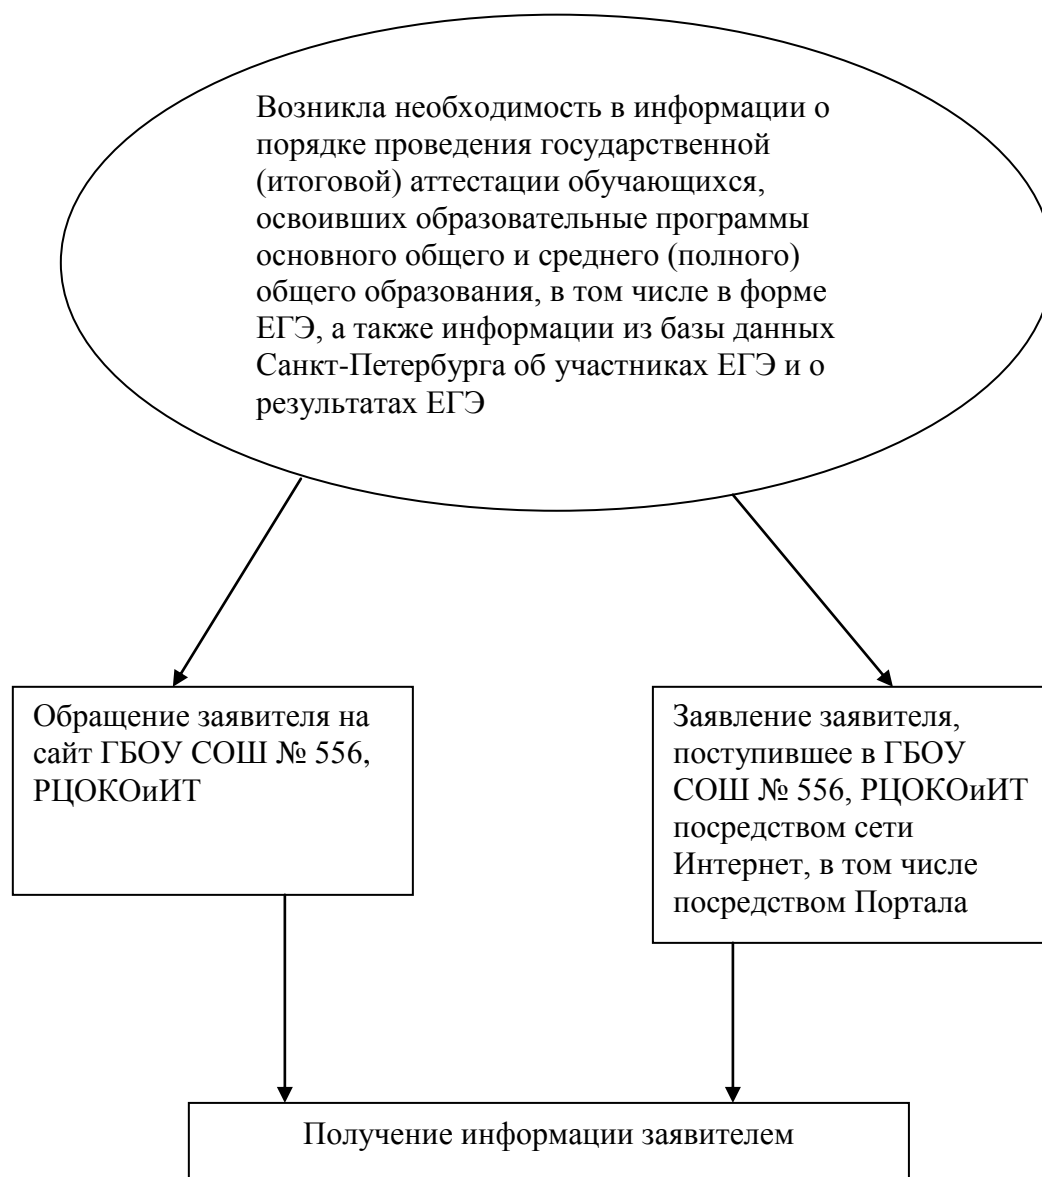 Возникла необходимость в информации о
порядке проведения государственной
(итоговой) аттестации обучающихся,
освоивших образовательные программы
основного общего и среднего (полного)
общего образования, в том числе в форме
ЕГЭ, а также информации из базы данных
Санкт-Петербурга об участниках ЕГЭ и о
результатах ЕГЭ
Обращение заявителя на
сайт ГБОУ СОШ № 556,
РЦОКОиИТ
Заявление заявителя,
поступившее в ГБОУ
СОШ № 556, РЦОКОиИТ
посредством сети
Интернет, в том числе
посредством Портала
Получение информации заявителем